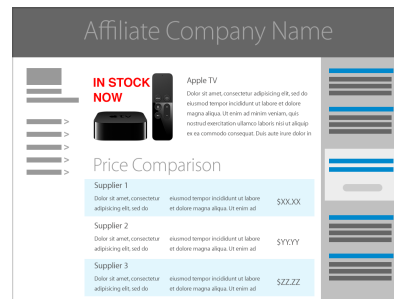 Affiliate Company Name
IN STOCK
NOW
Apple TV
Dolor sit amet, consectetur adipisicing elit, sed do
eiusmod tempor incididunt ut labore et dolore
magna aliqua. Ut enim ad minim veniam, quis
nostrud exercitation ullamco laboris nisi ut aliquip
ex ea commodo consequat. Duis aute irure dolor in
>
>
>
>
>
Price Comparison
Supplier 1
Dolor sit amet, consectetur eiusmod tempor incididunt ut labore
adipisicing elit, sed do et dolore magna aliqua. Ut enim ad
$XX.XX
Supplier 2
Dolor sit amet, consectetur eiusmod tempor incididunt ut labore
adipisicing elit, sed do et dolore magna aliqua. Ut enim ad
$YY.YY
Supplier 3
Dolor sit amet, consectetur eiusmod tempor incididunt ut labore
adipisicing elit, sed do et dolore magna aliqua. Ut enim ad
$ZZ.ZZ